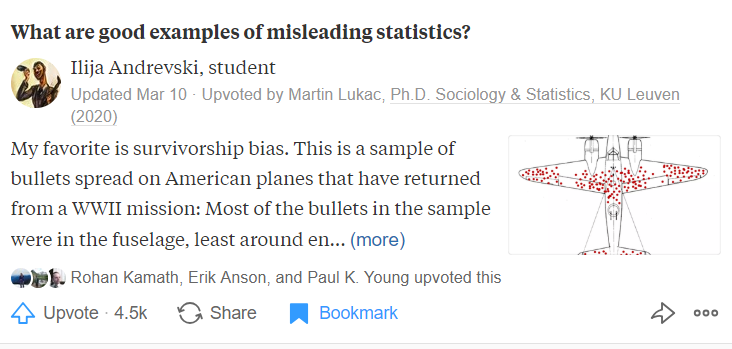 What are good examples of misleading statistics?
Ilija Andrevski, student
Updated Mar 10 · Upvoted by Martin Lukac, Ph.D. Sociology & Statistics, KU Leuven
(2020)
My favorite is survivorship bias. This is a sample of
bullets spread on American planes that have returned
from a WWII mission: Most of the bullets in the sample
were in the fuselage, least around en... (more)
Rohan Kamath, Erik Anson, and Paul K. Young upvoted this
Upvote · 4.5k Share Bookmark